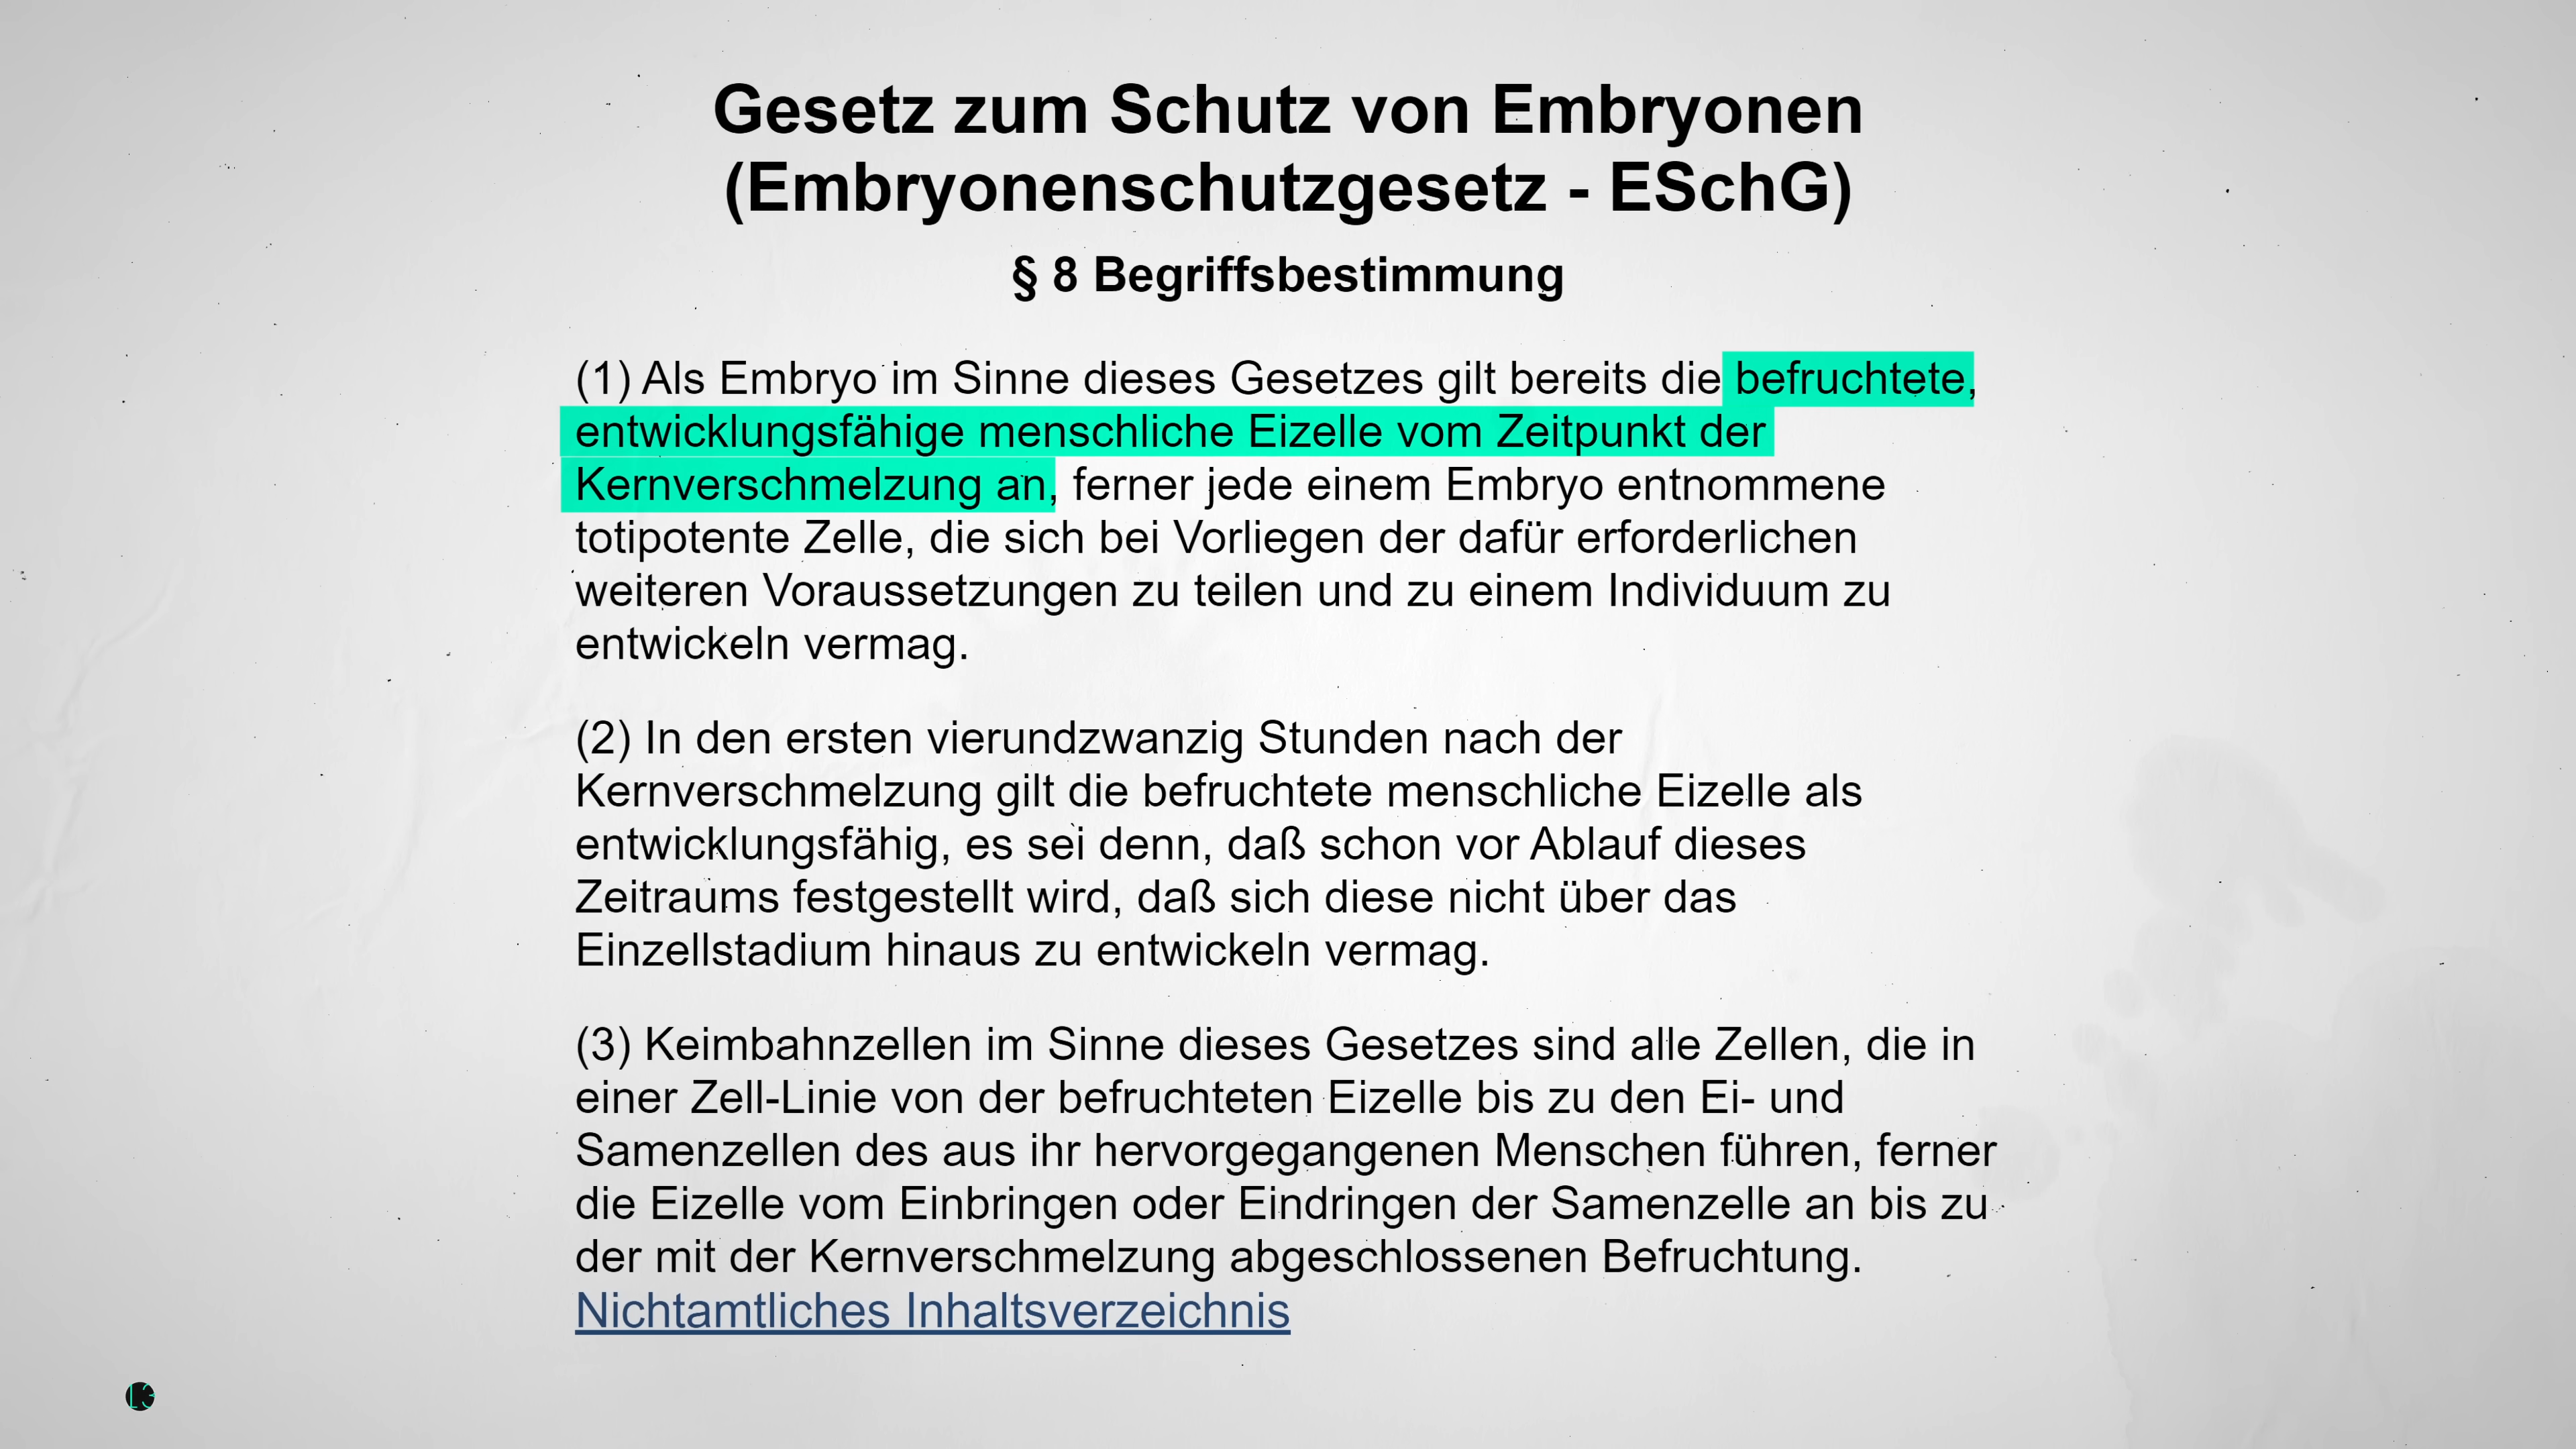 Gesetz zum Schutz von Embryonen
(Embryonenschutzgesetz - ESchG)
§ 8 Begriffsbestimmung
(1) Als Embryo im Sinne dieses Gesetzes gilt bereits die befruchtete,
entwicklungsfähige menschliche Eizelle vom Zeitpunkt der
Kernverschmelzung an, ferner jede einem Embryo entnommene
totipotente Zelle, die sich bei Vorliegen der dafür erforderlichen
weiteren Voraussetzungen zu teilen und zu einem Individuum zu
entwickeln vermag.
(2) In den ersten vierundzwanzig Stunden nach der
Kernverschmelzung gilt die befruchtete menschliche Eizelle als
entwicklungsfähig, es sei denn, daß schon vor Ablauf dieses
Zeitraums festgestellt wird, daß sich diese nicht über das
Einzellstadium hinaus zu entwickeln vermag.
(3) Keimbahnzellen im Sinne dieses Gesetzes sind alle Zellen, die in
einer Zell-Linie von der befruchteten Eizelle bis zu den Ei- und
Samenzellen des aus ihr hervorgegangenen Menschen führen, ferner
die Eizelle vom Einbringen oder Eindringen der Samenzelle an bis zu
der mit der Kernverschmelzung abgeschlossenen Befruchtung.
Nichtamtliches Inhaltsverzeichnis